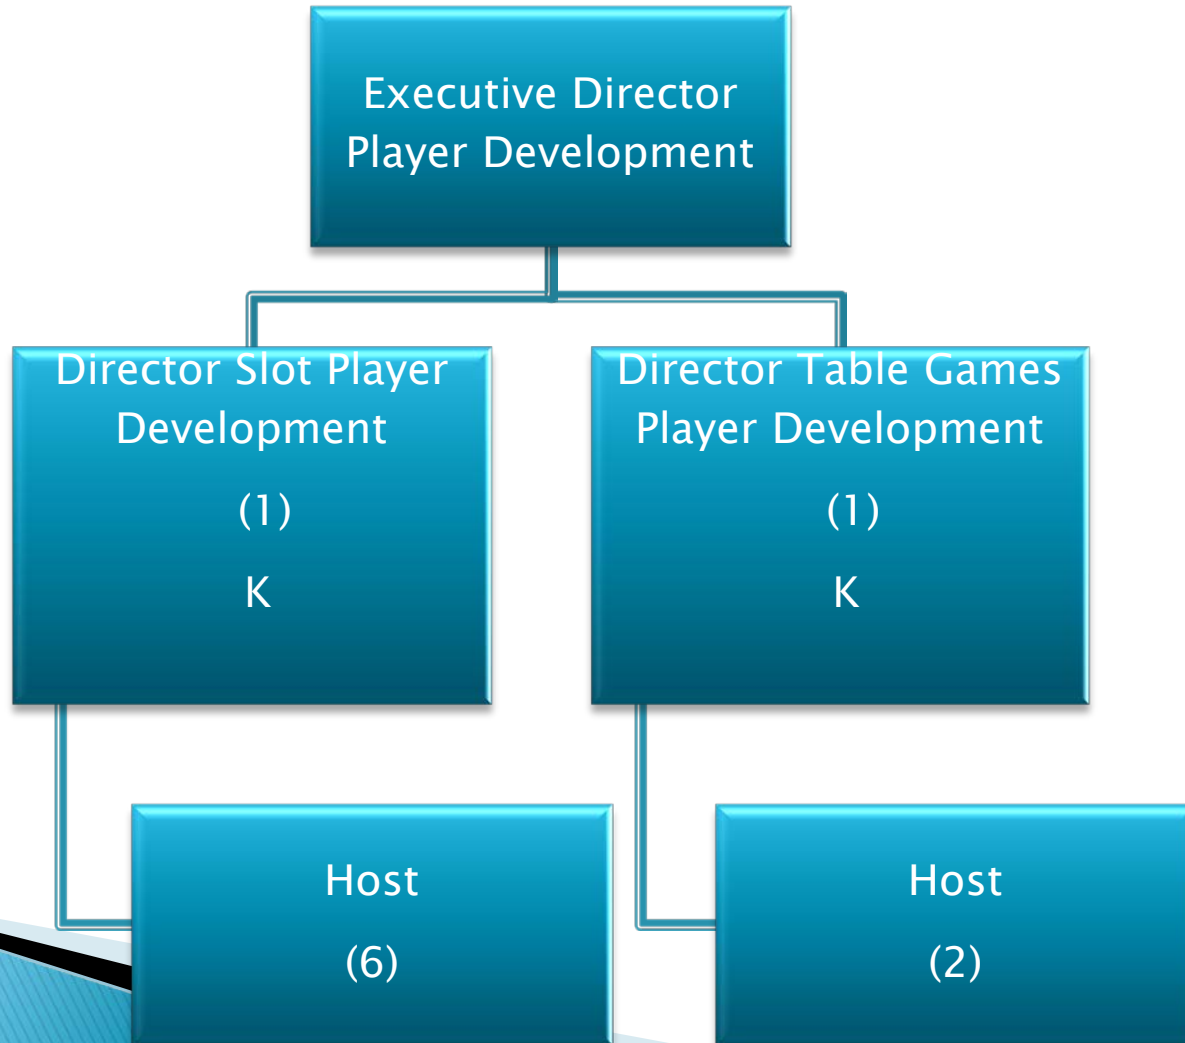 Executive Director
Player Development
Director Slot Player
Development
(1)
K
Director Table Games
Player Development
(1)
K
Host
(6)
Host
(2)